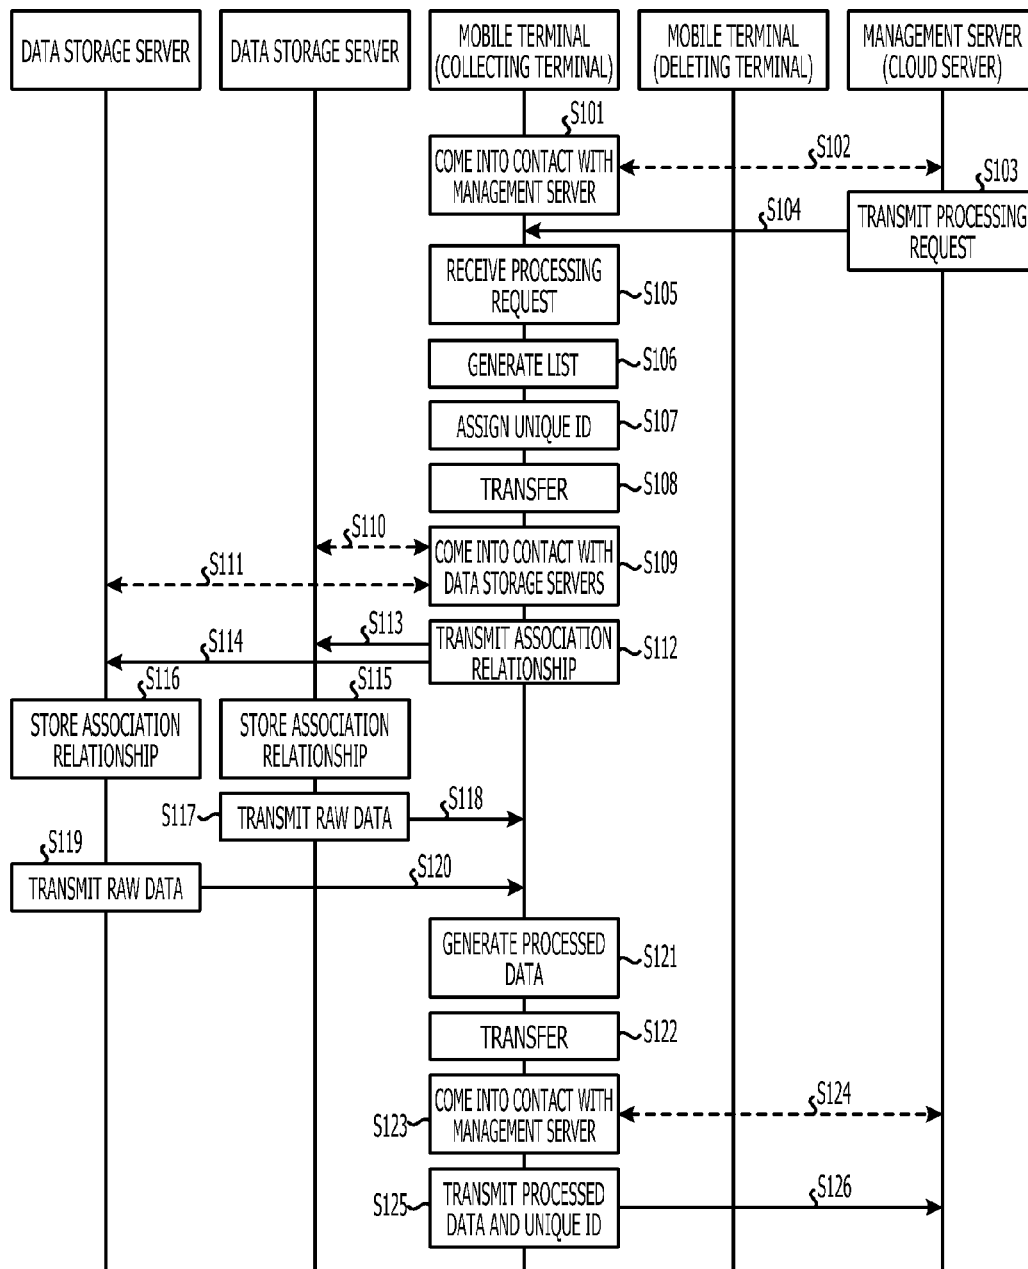 DATA STORAGE SERVER
DATA STORAGE SERVER
MOBILE TERMINAL
(COLLECTING TERMINAL)
MOBILE TERMINAL
(DELETING TERMINAL)
MANAGEMENT SERVER
(CLOUD SERVER)
S101
COME INTO CONTACT WITH
MANAGEMENT SERVER
S102
S103
TRANSMIT PROCESSING
REQUEST
S104
RECEIVE PROCESSING
REQUEST
S105
GENERATE LIST
S106
ASSIGN UNIQUE ID
S107
TRANSFER
S108
S110
S111
COME INTO CONTACT WITH
DATA STORAGE SERVERS
S109
S113
S114
TRANSMIT ASSOCIATION
RELATIONSHIP
S112
S116
STORE ASSOCIATION
RELATIONSHIP
S115
STORE ASSOCIATION
RELATIONSHIP
S117
TRANSMIT RAW DATA
S118
S119
TRANSMIT RAW DATA
S120
GENERATE PROCESSED
DATA
S121
TRANSFER
S122
COME INTO CONTACT WITH
MANAGEMENT SERVER
S123
S124
S125
TRANSMIT PROCESSED
DATA AND UNIQUE ID
S126